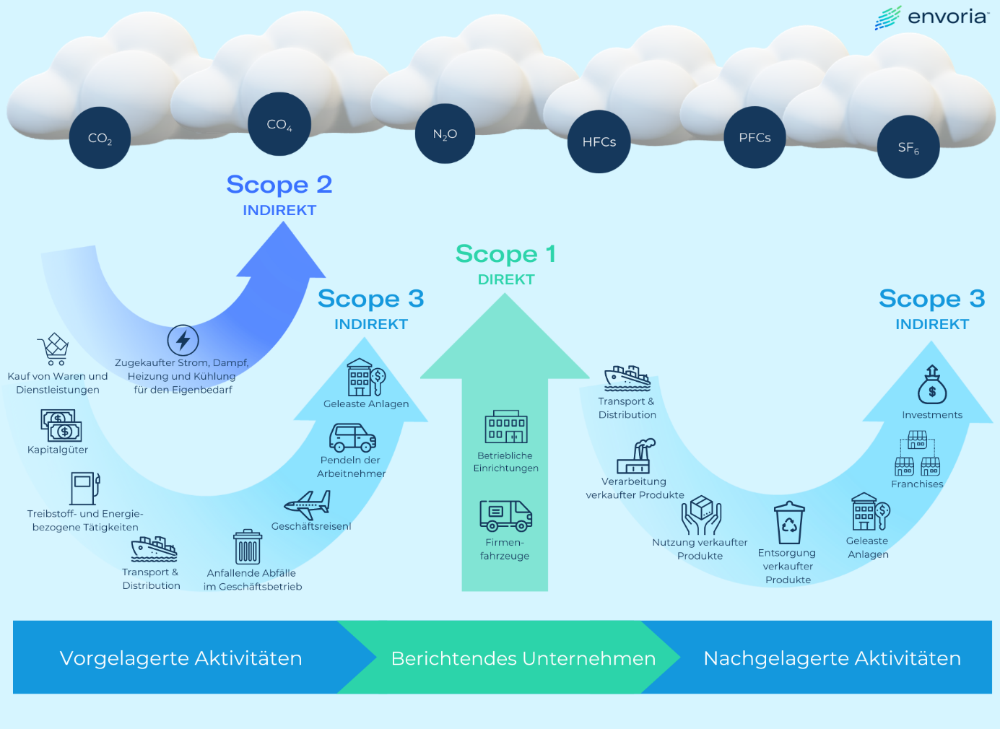 envoria™
CO₂
CO₄
N₂O
HFCs
PFCs
SF₆
Scope 2
INDIREKT
Zugekaufter Strom, Dampf,
Heizung und Kühlung
für den Eigenbedarf
Scope 3
INDIREKT
Kauf von Waren und
Dienstleistungen
Kapitalgüter
Treibstoff- und Energie-
bezogene Tätigkeiten
Transport &
Distribution
Anfallende Abfälle
im Geschäftsbetrieb
Geschäftsreisenl
Pendeln der
Arbeitnehmer
Geleaste Anlagen
Scope 1
DIREKT
Betriebliche
Einrichtungen
Firmen-
fahrzeuge
Scope 3
INDIREKT
Transport &
Distribution
Verarbeitung
verkaufter Produkte
Nutzung verkaufter
Produkte
Entsorgung
verkaufter
Produkte
Geleaste
Anlagen
Franchises
Investments
Vorgelagerte Aktivitäten
Berichtendes Unternehmen
Nachgelagerte Aktivitäten